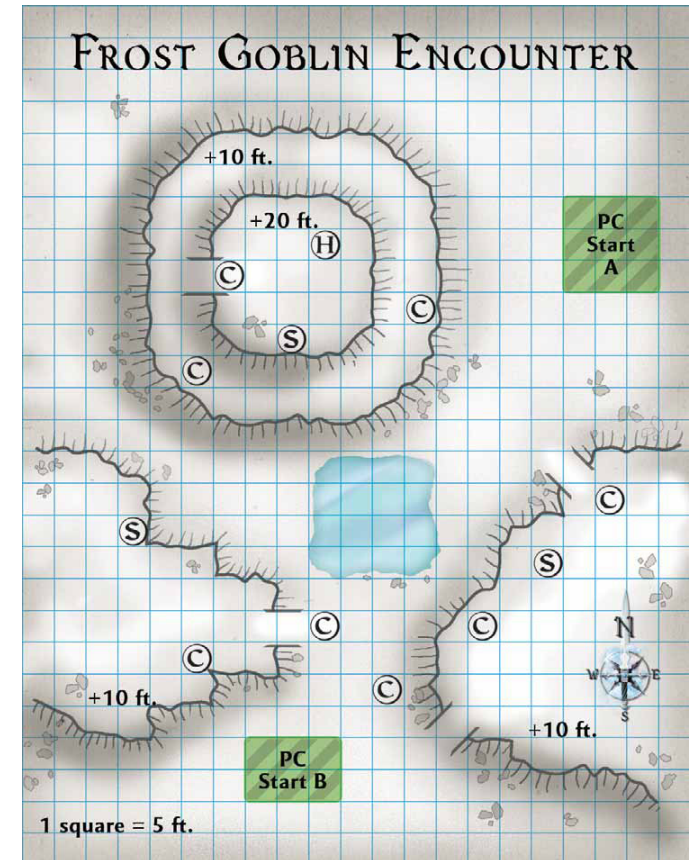 FROST GOBLIN ENCOUNTER
+10 ft.
+20 ft.
H
PC
Start
A
C
C
S
C
C
S
S
C
C
N
C
W E
S
C
+10 ft.
+10 ft.
PC
Start B
1 square = 5 ft.